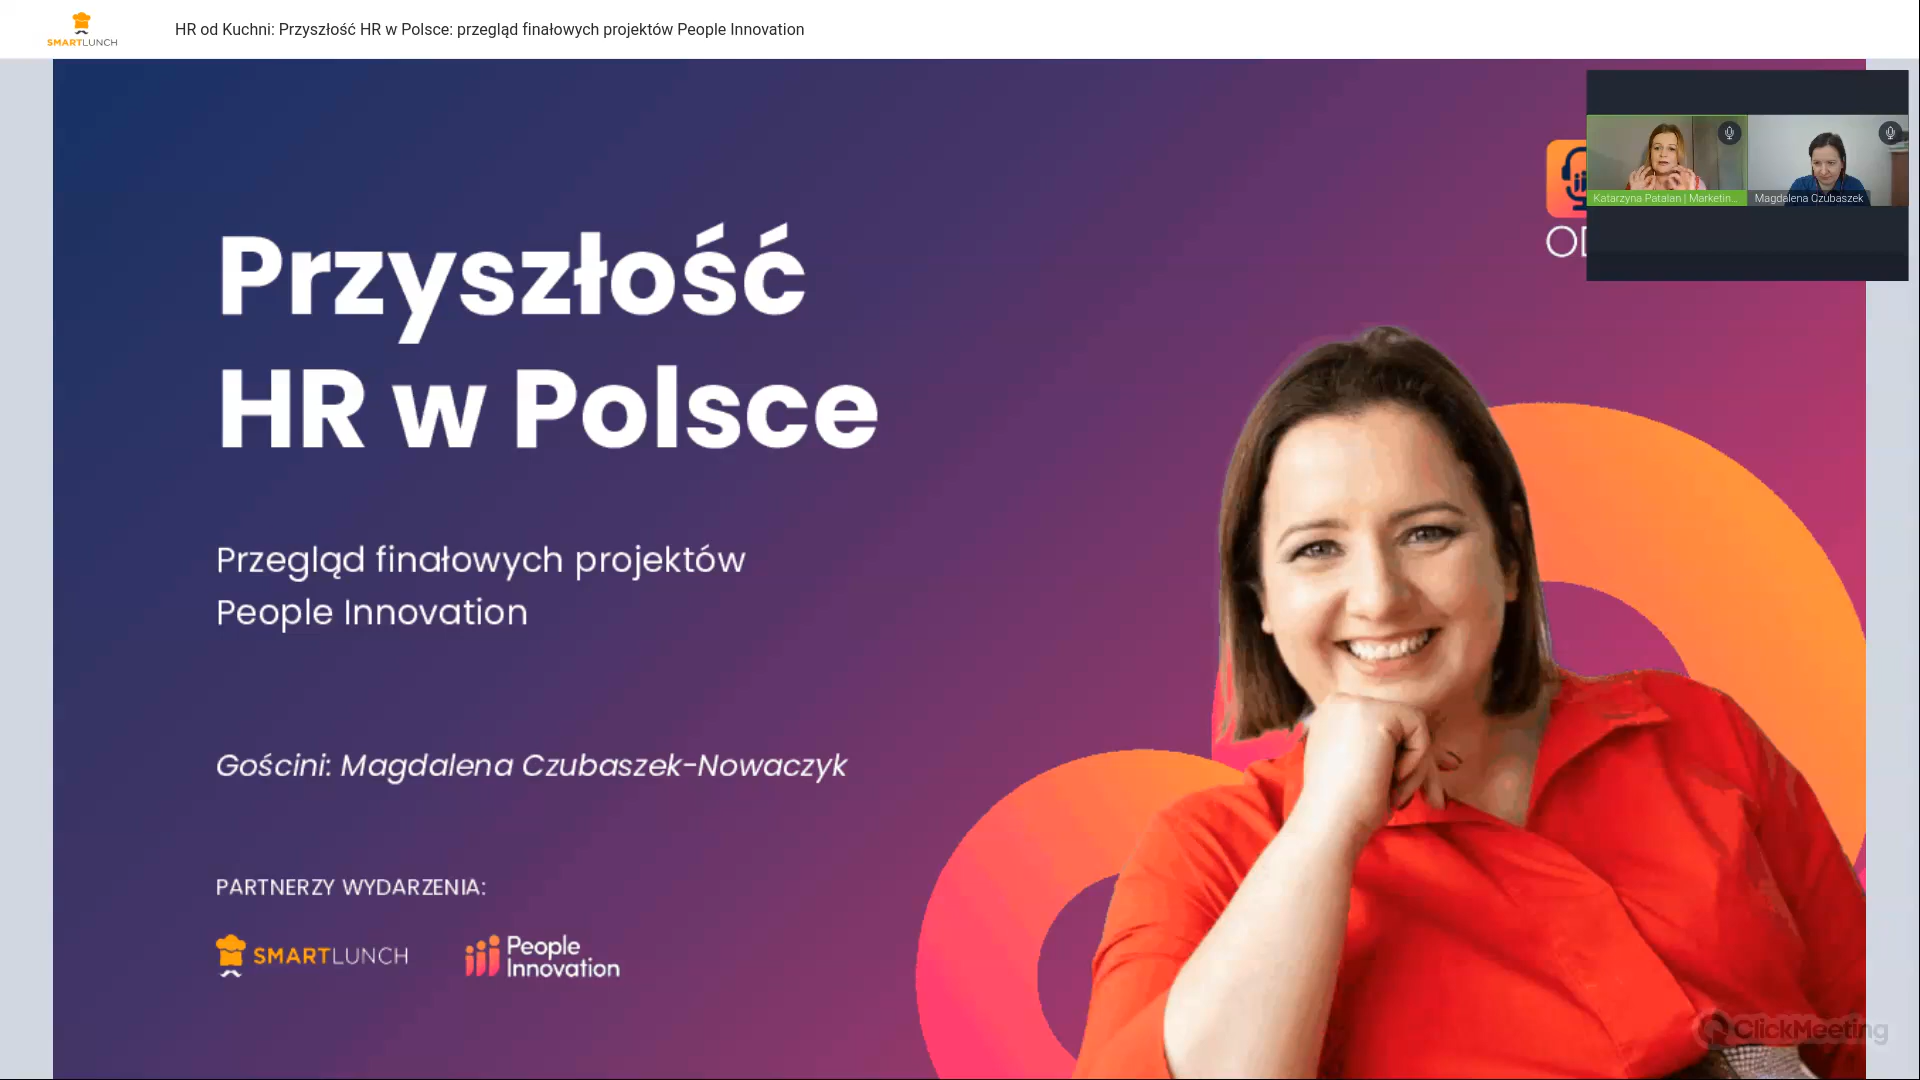 SMARTLUNCH
HR od Kuchni: Przyszłość HR w Polsce: przegląd finałowych projektów People Innovation
Katarzyna Patalan | Marketin...
Magdalena Czubaszek
Przyszłość
HR w Polsce
Przegląd finałowych projektów
People Innovation
Gościni: Magdalena Czubaszek-Nowaczyk
PARTNERZY WYDARZENIA:
SMARTLUNCH
People
Innovation
ClickMeeting